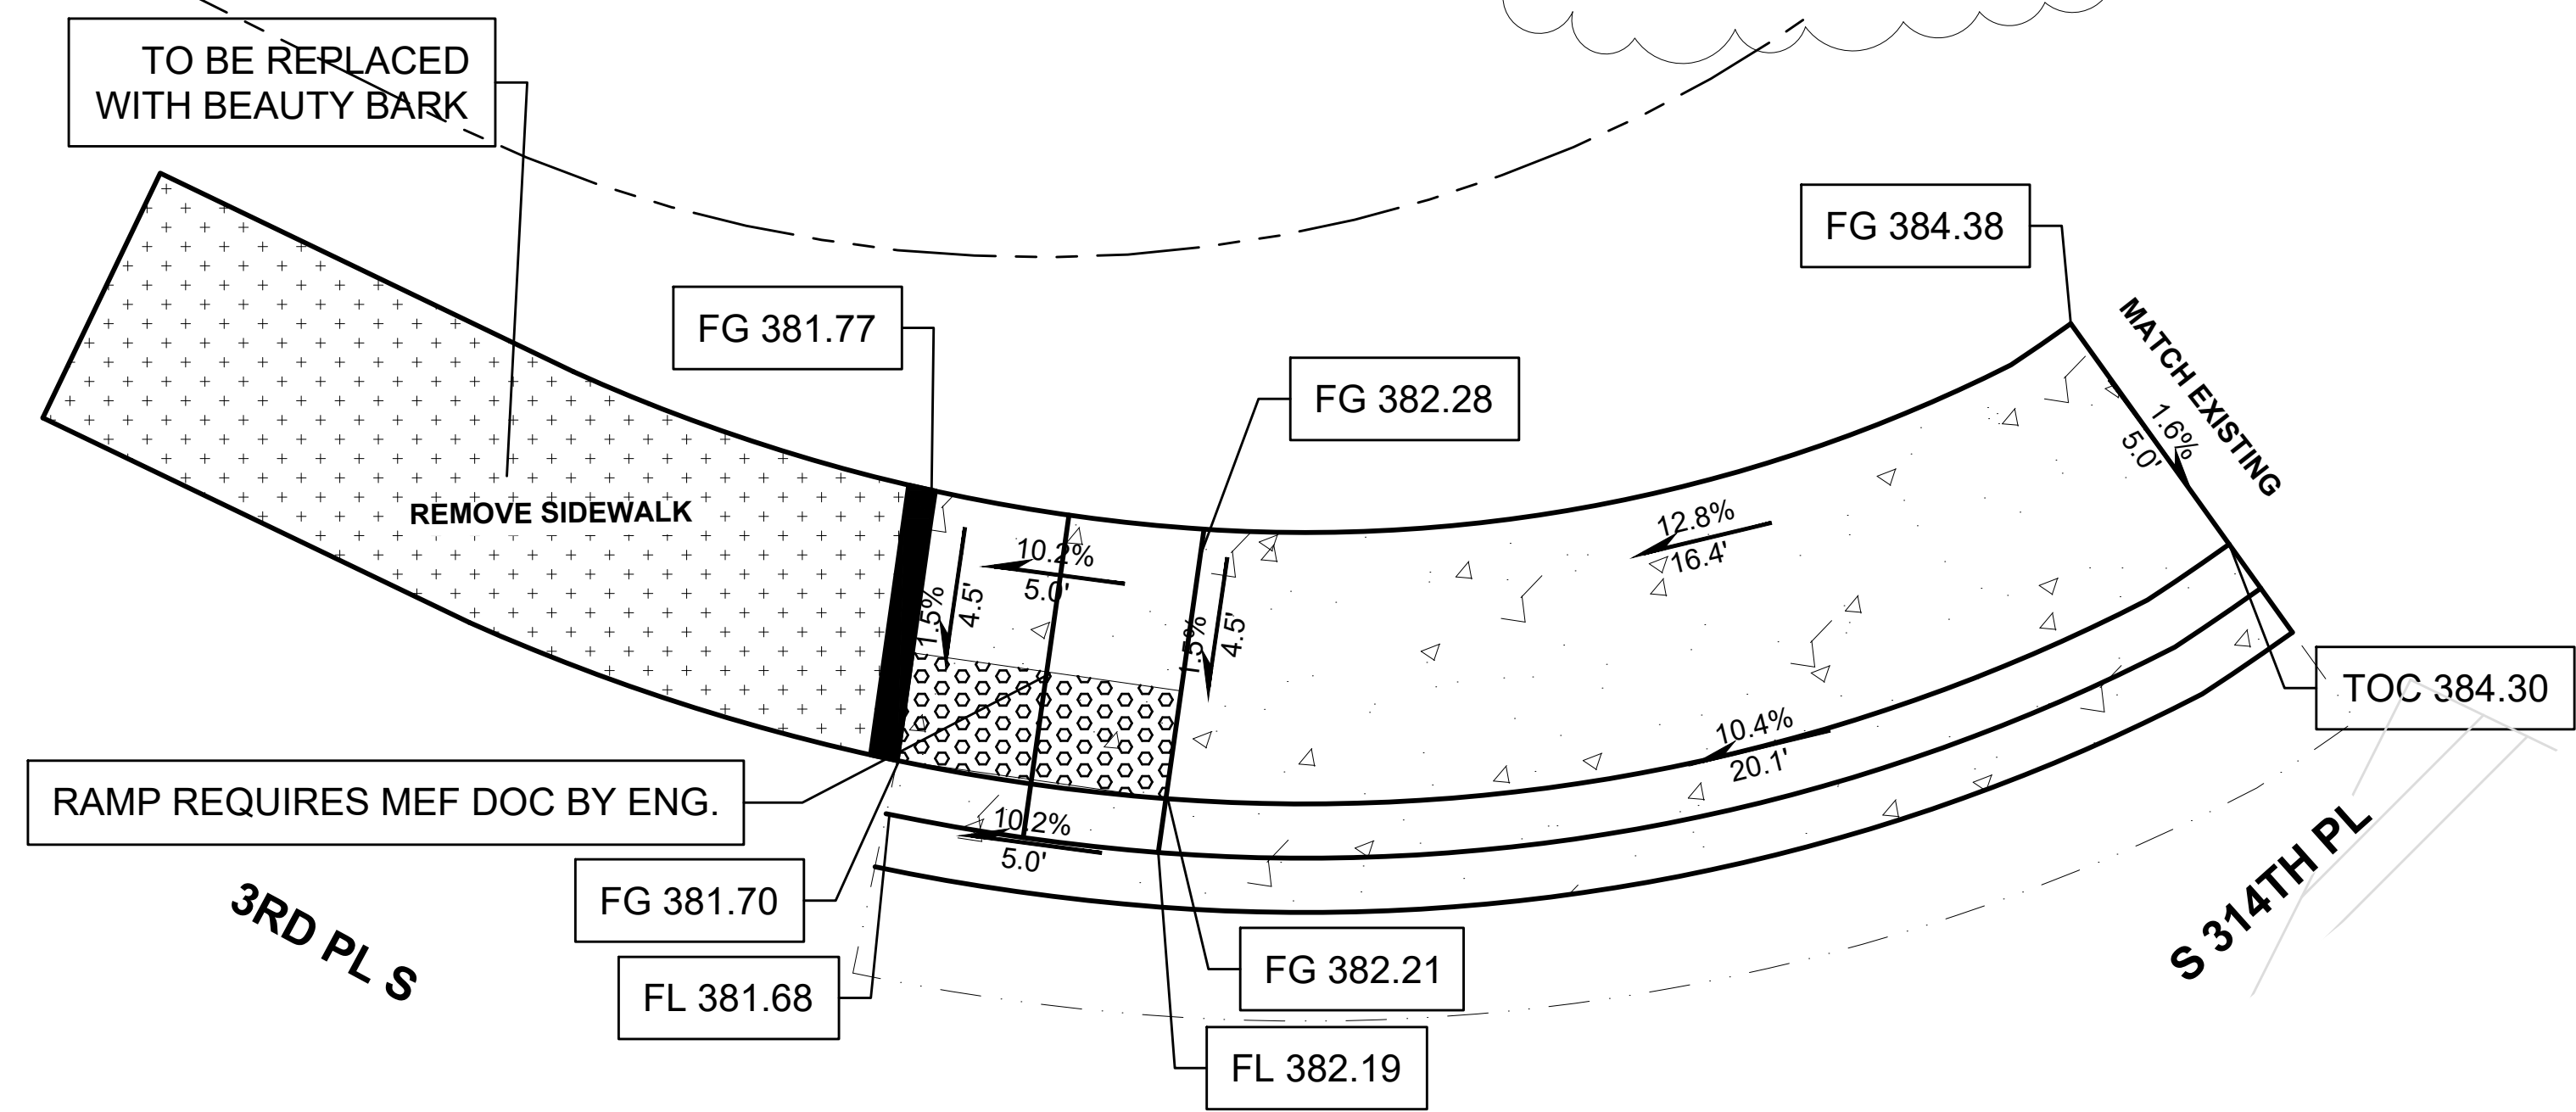 TO BE REPLACED
WITH BEAUTY BARK
FG 384.38
FG 381.77
FG 382.28
MATCH EXISTING
1.6%
5.0'
REMOVE SIDEWALK
12.8%
16.4'
10.2%
5.0'
1.5%
4.5'
1.5%
4.5'
TOC 384.30
10.4%
20.1'
RAMP REQUIRES MEF DOC BY ENG.
10.2%
5.0'
FG 381.70
3RD PL S
S 314TH PL
FG 382.21
FL 381.68
FL 382.19